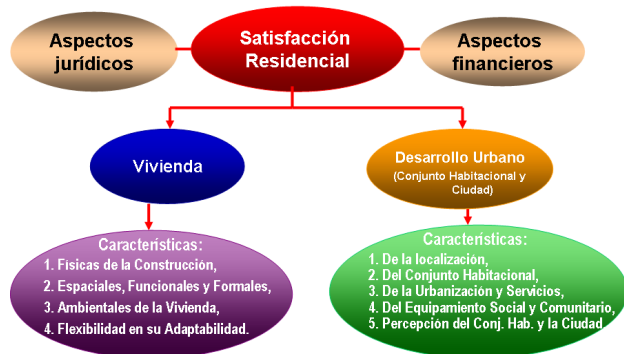 Aspectos
jurídicos
Satisfacción
Residencial
Aspectos
financieros
Vivienda
Desarrollo Urbano
(Conjunto Habitacional y
Ciudad)
Características:
1. Físicas de la Construcción,
2. Espaciales, Funcionales y Formales,
3. Ambientales de la Vivienda,
4. Flexibilidad en su Adaptabilidad.
Características:
1. De la localización,
2. Del Conjunto Habitacional,
3. De la Urbanización y Servicios,
4. Del Equipamiento Social y Comunitario,
5. Percepción del Conj. Hab. y la Ciudad